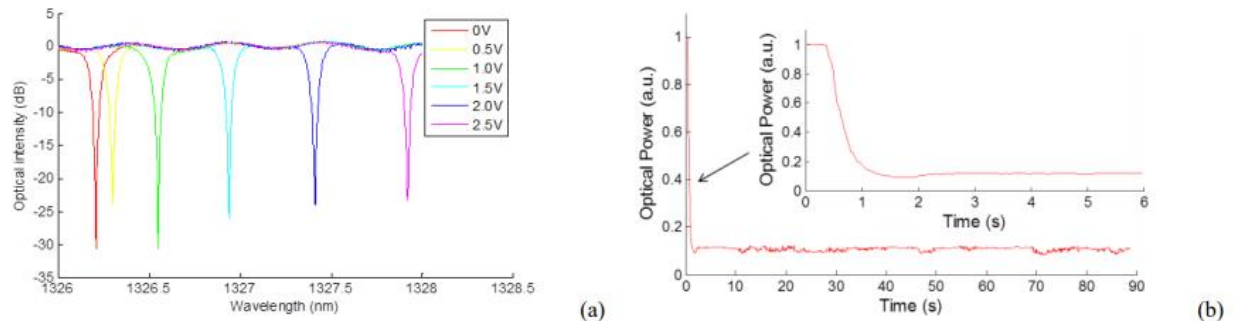 5
0
-5
-10
-15
-20
-25
-30
-35
Optical intensity (dB)
1326
1326.5
1327
1327.5
1328
1328.5
Wavelength (nm)
0V
0.5V
1.0V
1.5V
2.0V
2.5V
(a)
1
0.8
0.6
0.4
0.2
0
Optical Power (a.u.)
0 10 20 30 40 50 60 70 80 90
Time (s)
1
0.8
0.6
0.4
0.2
0
Optical Power (a.u.)
0 1 2 3 4 5 6
Time (s)
(b)